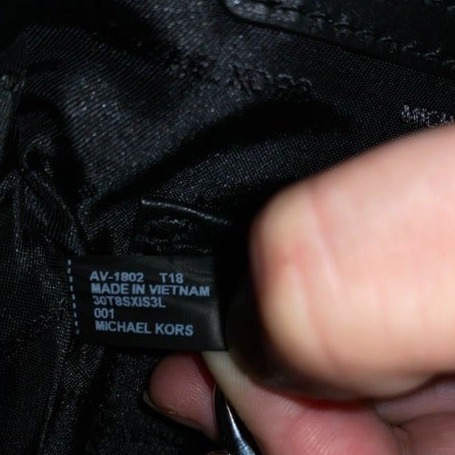 AV-1802 T18
MADE IN VIETNAM
30T8SXIS3L
001
MICHAEL KORS